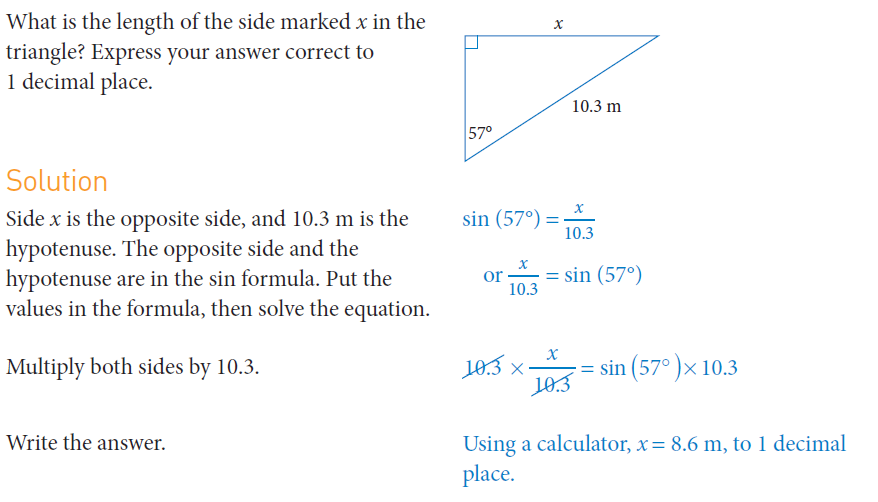 What is the length of the side marked x in the
triangle? Express your answer correct to
1 decimal place.
x
10.3 m
57°
Solution
Side x is the opposite side, and 10.3 m is the
hypotenuse. The opposite side and the
hypotenuse are in the sin formula. Put the
values in the formula, then solve the equation.
sin (57°) = x/10.3
or x/10.3 = sin (57°)
Multiply both sides by 10.3.
10.3 × x/10.3 = sin (57°) × 10.3
Write the answer.
Using a calculator, x = 8.6 m, to 1 decimal
place.